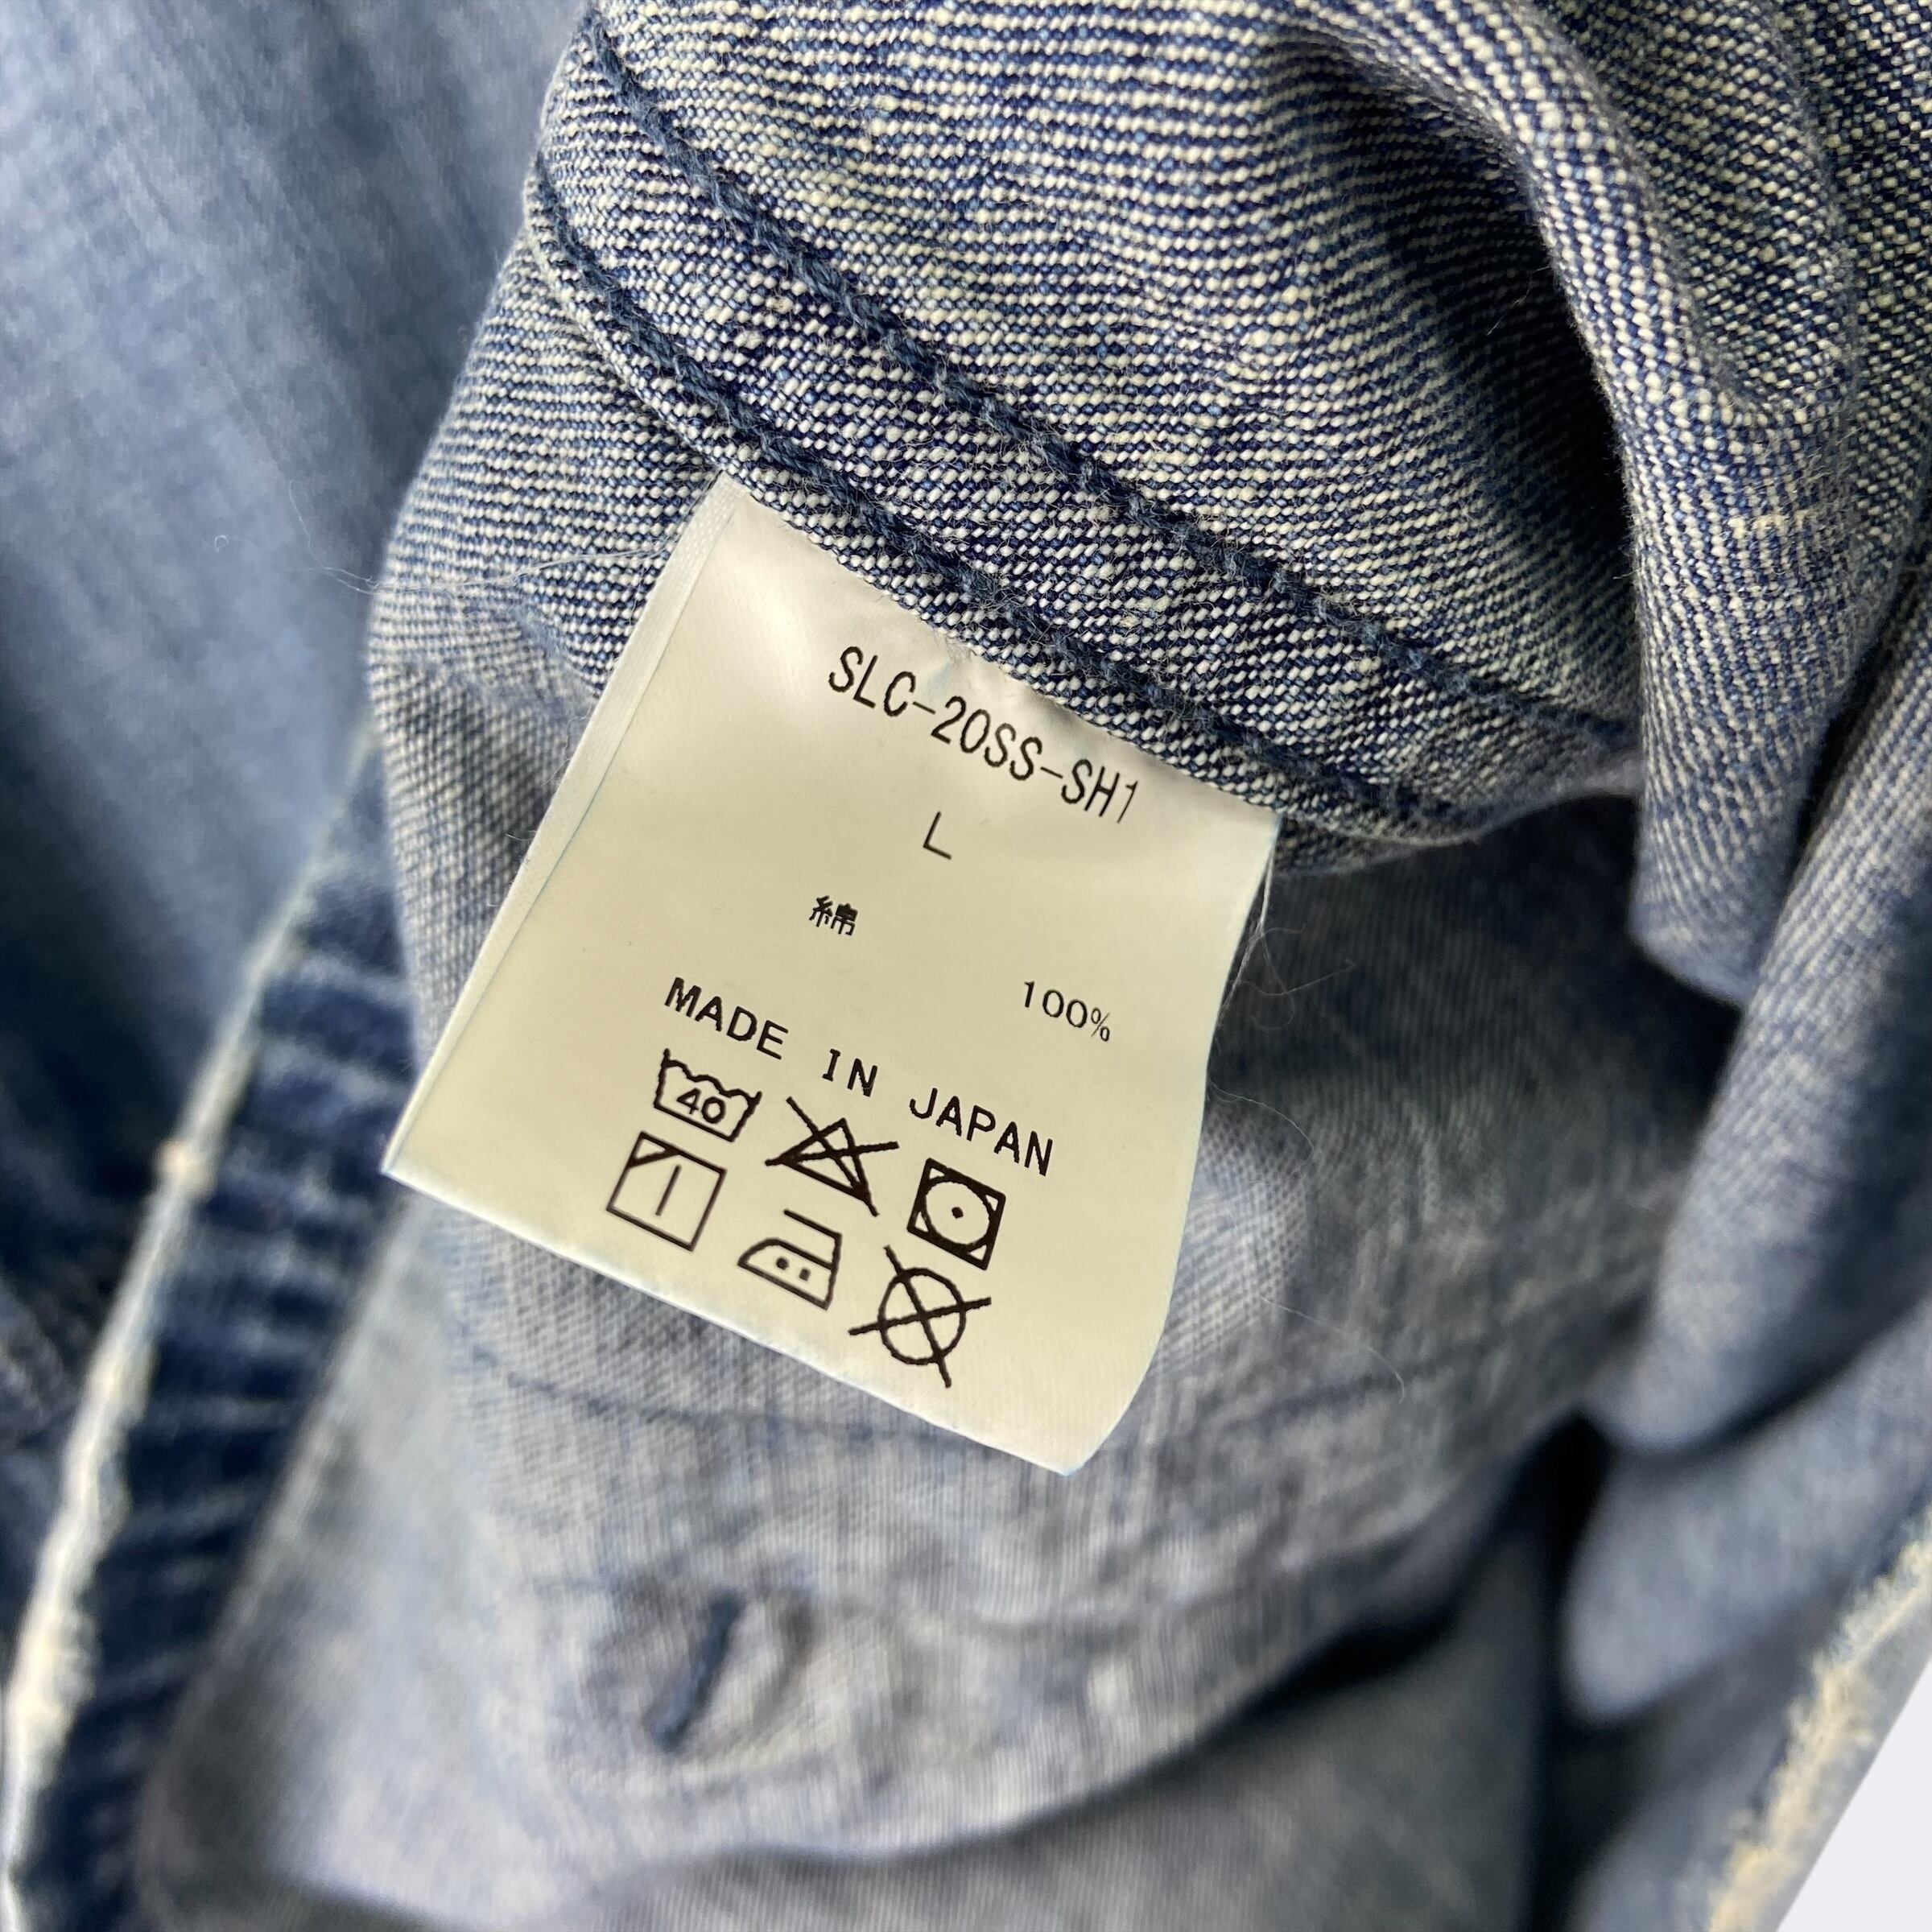 SLC-20SS-SH1
L
綿 100%
MADE IN JAPAN
40